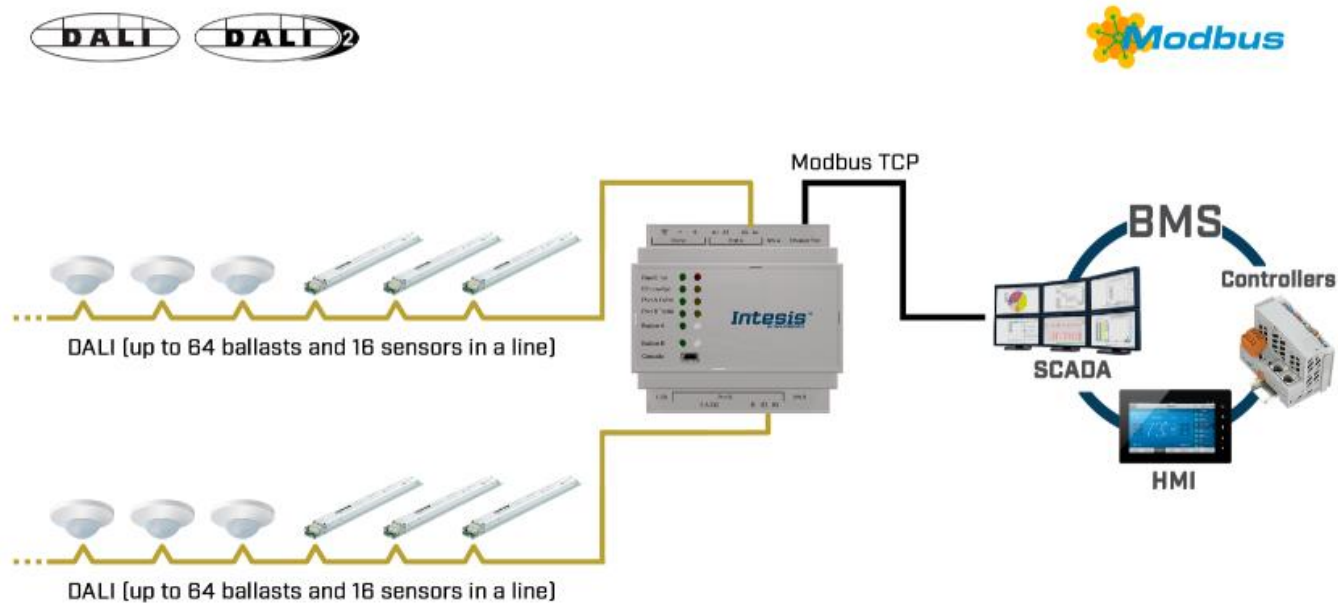 DALI DALI 2
Modbus
Modbus TCP
BMS
Controllers
Intesis™
SCADA
DALI (up to 64 ballasts and 16 sensors in a line)
HMI
DALI (up to 64 ballasts and 16 sensors in a line)